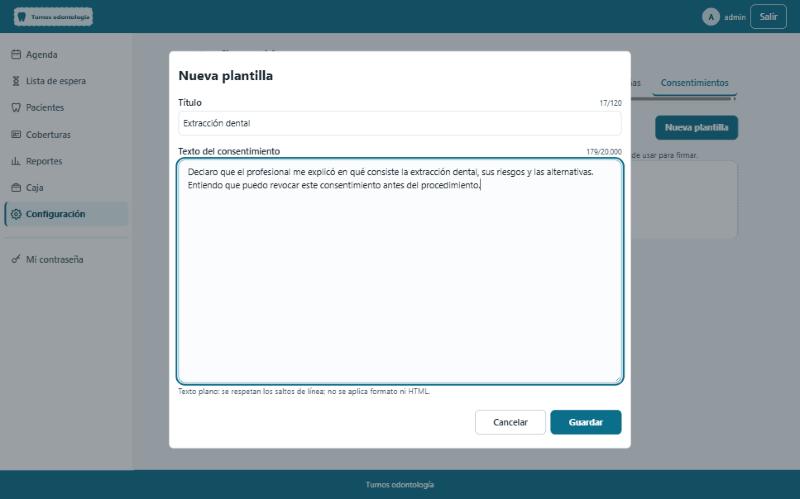 Turnos odontología
A admin Salir
Agenda
Lista de espera
Pacientes
Coberturas
Reportes
Caja
Configuración
Mi contraseña
Consentimientos
Nueva plantilla
de usar para firmar.
Nueva plantilla
Título 17/120
Extracción dental
Texto del consentimiento 179/20.000
Declaro que el profesional me explicó en qué consiste la extracción dental, sus riesgos y las alternativas.
Entiendo que puedo revocar este consentimiento antes del procedimiento.
Texto plano: se respetan los saltos de línea; no se aplica formato ni HTML.
Cancelar Guardar
Turnos odontología